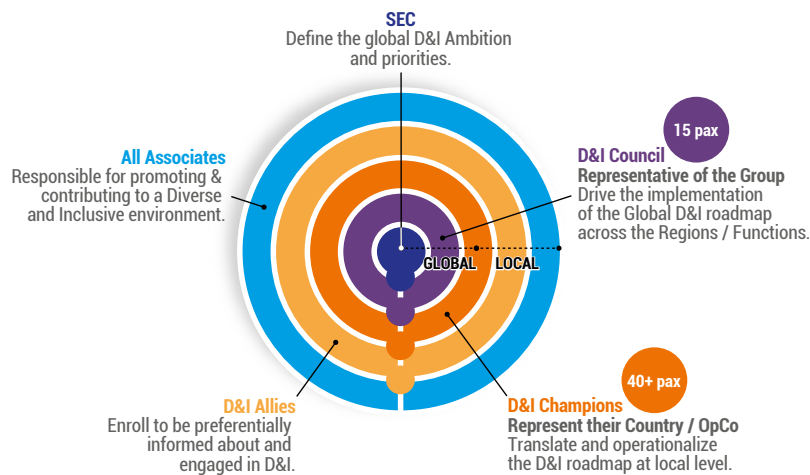 SEC
Define the global D&I Ambition
and priorities.
15 pax
All Associates
Responsible for promoting &
contributing to a Diverse
and Inclusive environment.
D&I Council
Representative of the Group
Drive the implementation
of the Global D&I roadmap
across the Regions / Functions.
GLOBAL
LOCAL
40+ pax
D&I Allies
Enroll to be preferentially
informed about and
engaged in D&I.
D&I Champions
Represent their Country / OpCo
Translate and operationalize
the D&I roadmap at local level.